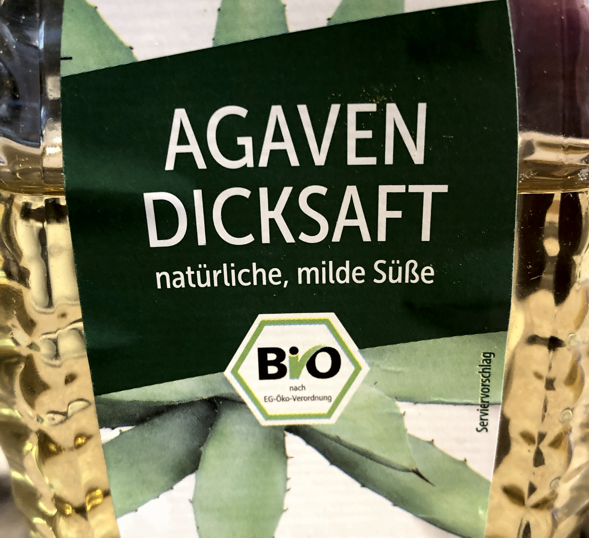 AGAVEN
DICKSAFT
natürliche, milde Süße
Bio
nach
EG-Öko-Verordnung
Serviervorschlag